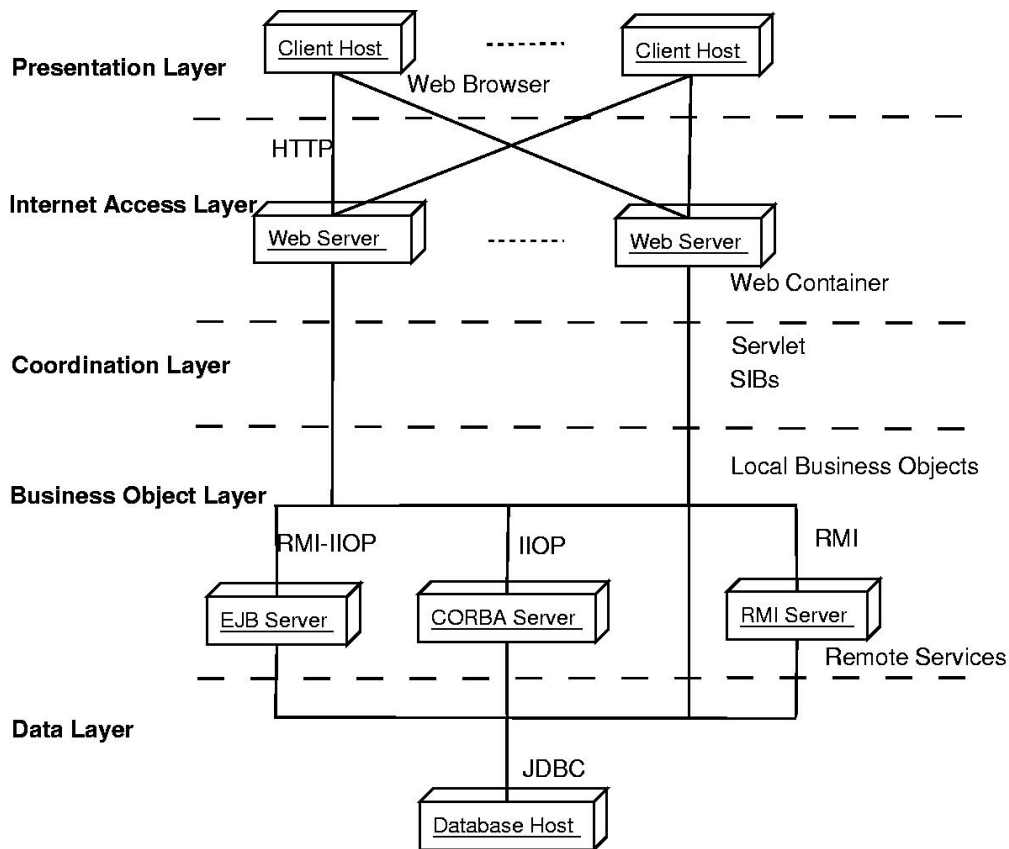 Client Host
Client Host
Presentation Layer
Web Browser
HTTP
Internet Access Layer
Web Server
Web Server
Web Container
Servlet
Coordination Layer
SIBs
Local Business Objects
Business Object Layer
RMI-IIOP
IIOP
RMI
EJB Server
CORBA Server
RMI Server
Remote Services
Data Layer
JDBC
Database Host